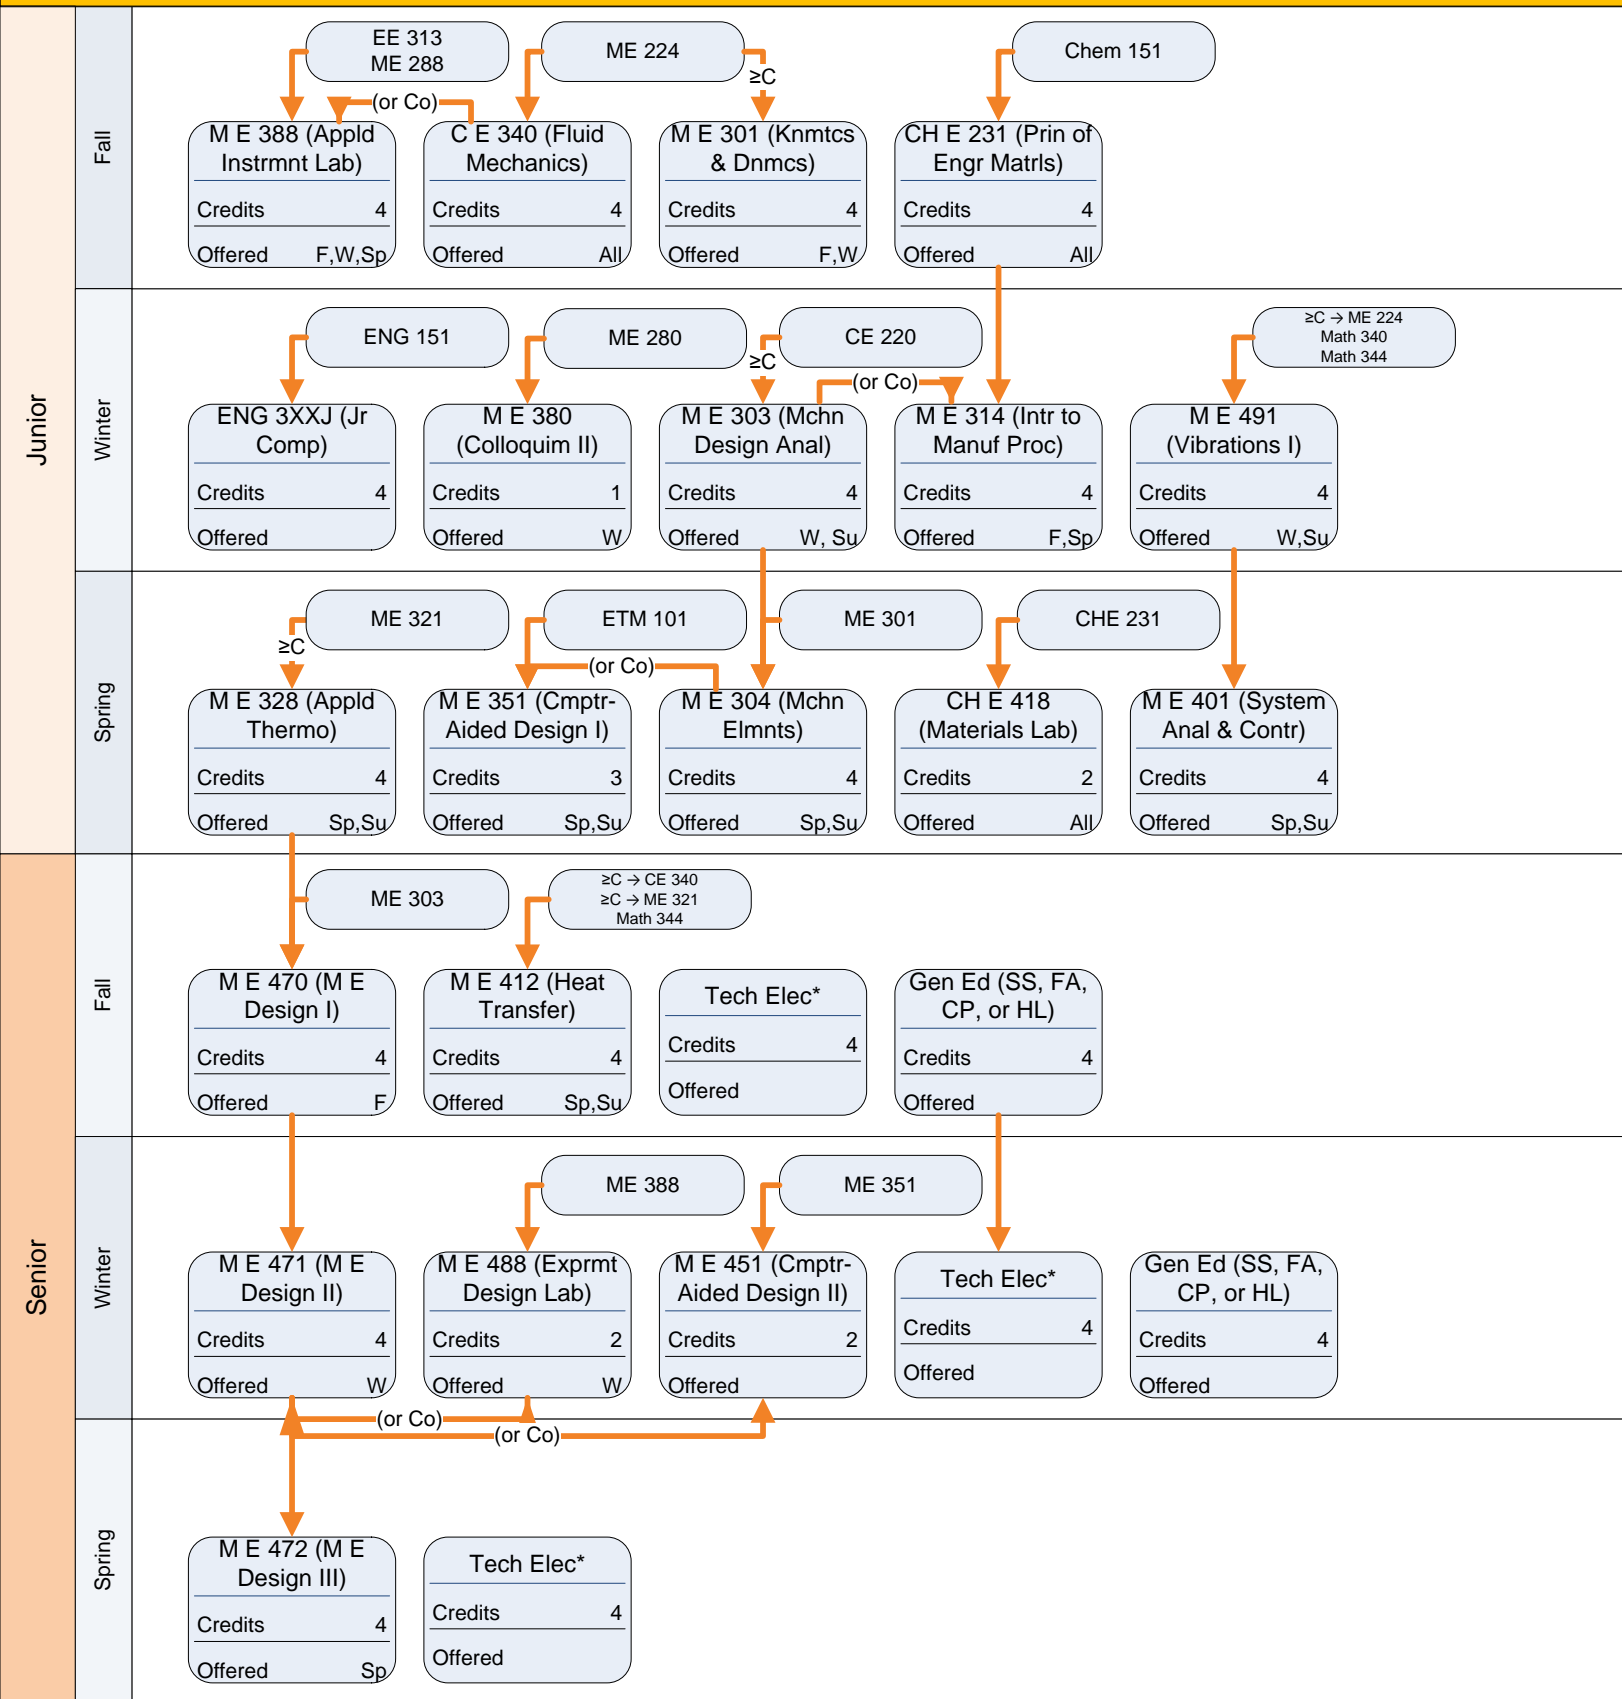 Junior
Fall
EE 313
ME 288
ME 224
Chem 151
≥C
(or Co)
M E 388 (Appld
Instrmnt Lab)
Credits 4
Offered F,W,Sp
C E 340 (Fluid
Mechanics)
Credits 4
Offered All
M E 301 (Knmtcs
& Dnmcs)
Credits 4
Offered F,W
CH E 231 (Prin of
Engr Matrls)
Credits 4
Offered All
Winter
ENG 151
ME 280
≥C
CE 220
(or Co)
≥C → ME 224
Math 340
Math 344
ENG 3XXJ (Jr
Comp)
Credits 4
Offered
M E 380
(Colloquim II)
Credits 1
Offered W
M E 303 (Mchn
Design Anal)
Credits 4
Offered W, Su
M E 314 (Intr to
Manuf Proc)
Credits 4
Offered F,Sp
M E 491
(Vibrations I)
Credits 4
Offered W,Su
Spring
≥C
ME 321
ETM 101
(or Co)
ME 301
CHE 231
M E 328 (Appld
Thermo)
Credits 4
Offered Sp,Su
M E 351 (Cmptr-
Aided Design I)
Credits 3
Offered Sp,Su
M E 304 (Mchn
Elmnts)
Credits 4
Offered Sp,Su
CH E 418
(Materials Lab)
Credits 2
Offered All
M E 401 (System
Anal & Contr)
Credits 4
Offered Sp,Su
Senior
Fall
ME 303
≥C → CE 340
≥C → ME 321
Math 344
M E 470 (M E
Design I)
Credits 4
Offered F
M E 412 (Heat
Transfer)
Credits 4
Offered Sp,Su
Tech Elec*
Credits 4
Offered
Gen Ed (SS, FA,
CP, or HL)
Credits 4
Offered
Winter
ME 388
ME 351
M E 471 (M E
Design II)
Credits 4
Offered W
M E 488 (Exprmt
Design Lab)
Credits 2
Offered W
M E 451 (Cmptr-
Aided Design II)
Credits 2
Offered
Tech Elec*
Credits 4
Offered
Gen Ed (SS, FA,
CP, or HL)
Credits 4
Offered
(or Co)
(or Co)
Spring
M E 472 (M E
Design III)
Credits 4
Offered Sp
Tech Elec*
Credits 4
Offered